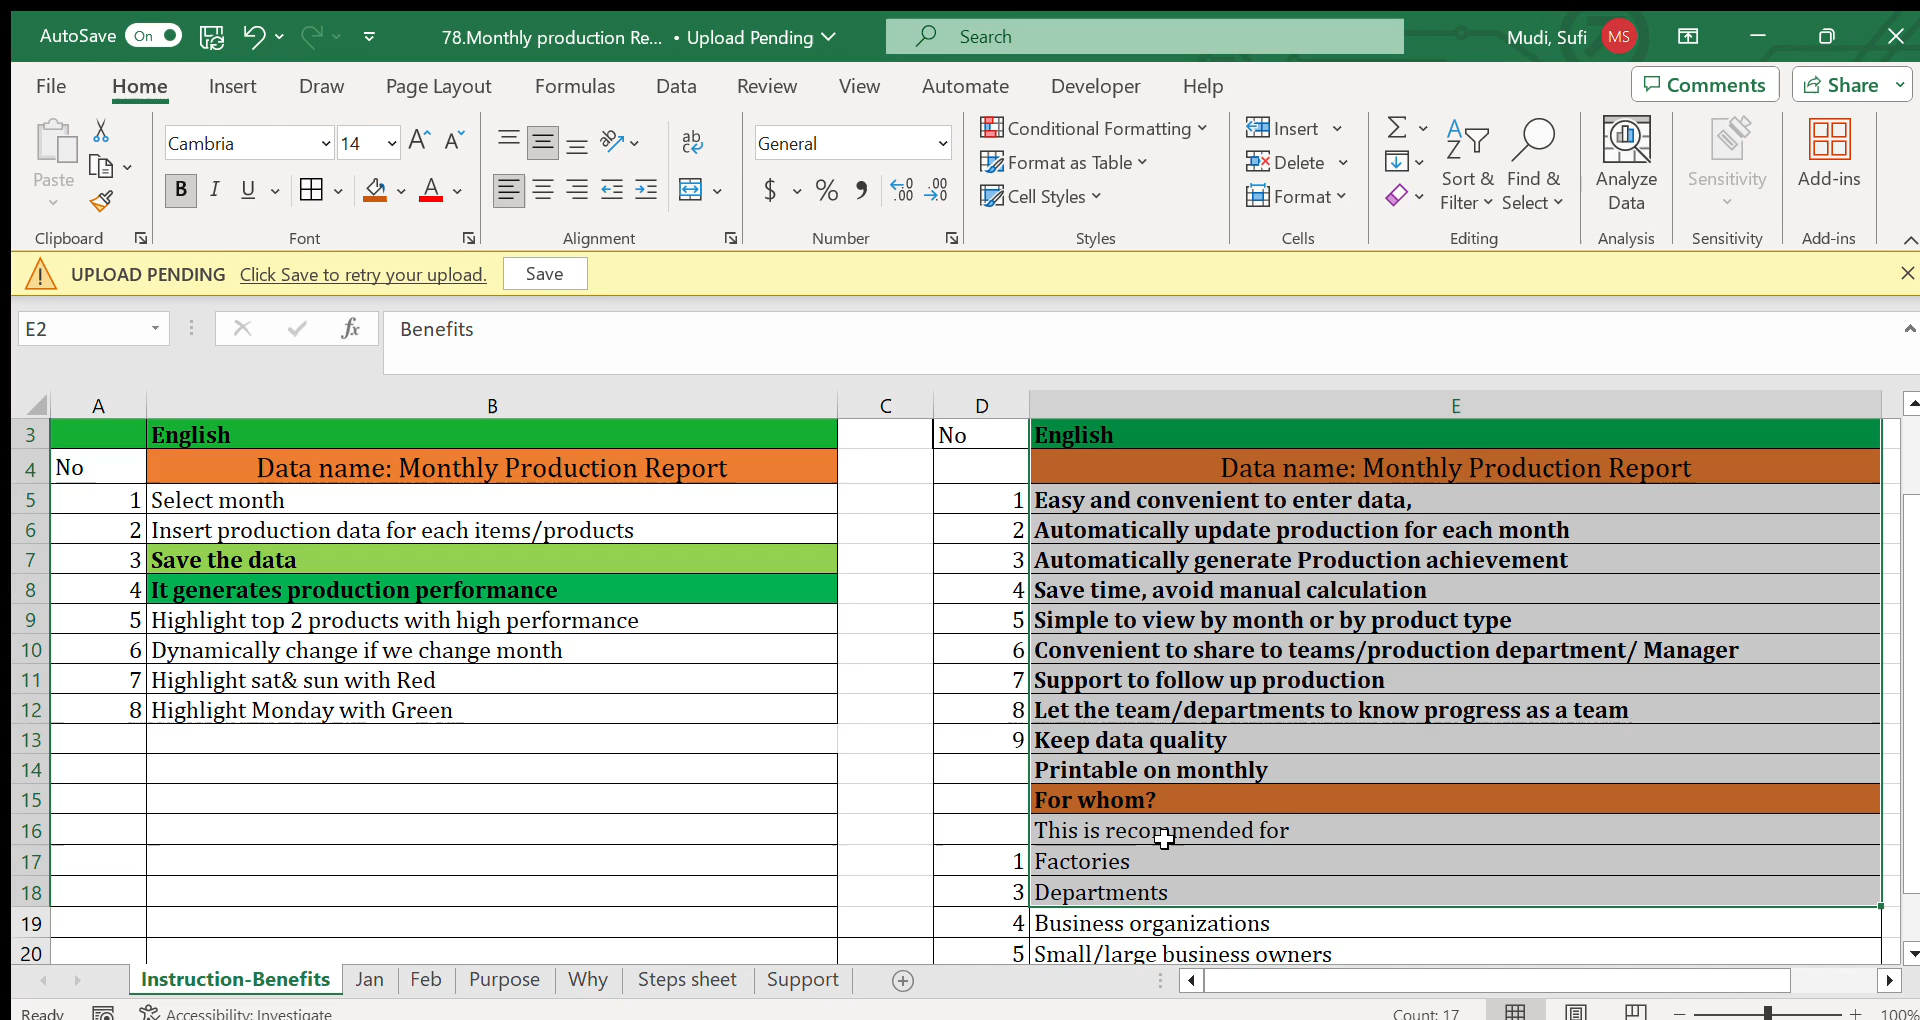 AutoSave On 78.Monthly production Re... • Upload Pending Search Mudi, Sufi MS
File Home Insert Draw Page Layout Formulas Data Review View Automate Developer Help Comments Share
Paste
Clipboard
Cambria 14
B I U A
Font
ab
Alignment
General
$ % 9 .00 .00
Number
Conditional Formatting
Format as Table
Cell Styles
Styles
Insert
Delete
Format
Cells
Sort & Filter
Find & Select
Editing
Analyze Data
Analysis
Sensitivity
Sensitivity
Add-ins
Add-ins
UPLOAD PENDING Click Save to retry your upload. Save
E2 fx Benefits
A B C D E
3 English No English
4 No Data name: Monthly Production Report Data name: Monthly Production Report
5 1 Select month 1 Easy and convenient to enter data,
6 2 Insert production data for each items/products 2 Automatically update production for each month
7 3 Save the data 3 Automatically generate Production achievement
8 4 It generates production performance 4 Save time, avoid manual calculation
9 5 Highlight top 2 products with high performance 5 Simple to view by month or by product type
10 6 Dynamically change if we change month 6 Convenient to share to teams/production department/ Manager
11 7 Highlight sat& sun with Red 7 Support to follow up production
12 8 Highlight Monday with Green 8 Let the team/departments to know progress as a team
13 9 Keep data quality
14 Printable on monthly
15 For whom?
16 This is recommended for
17 1 Factories
18 3 Departments
19 4 Business organizations
20 5 Small/large business owners
Instruction-Benefits Jan Feb Purpose Why Steps sheet Support
Ready Accessibility: Investigate Count: 17 100%